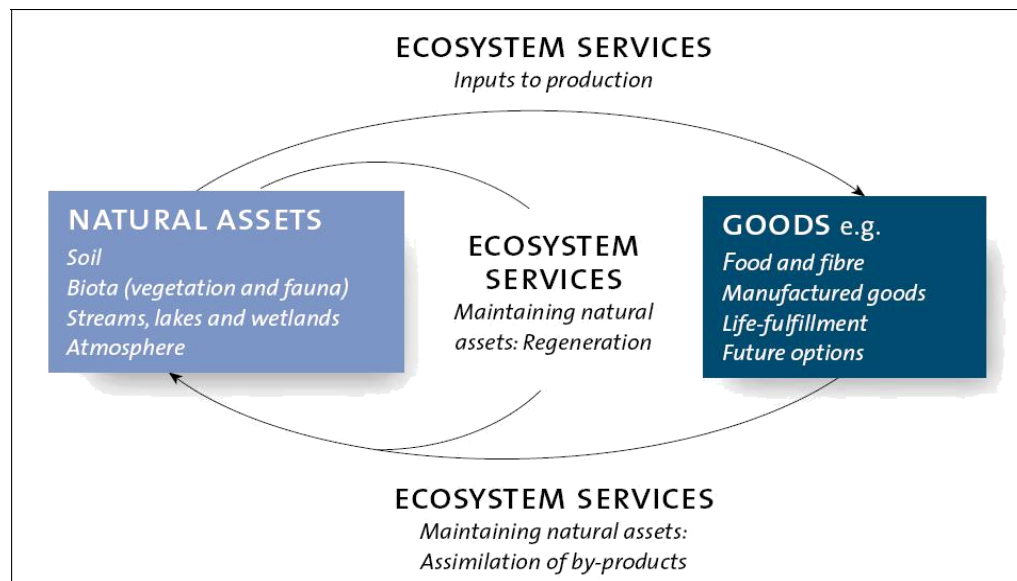 ECOSYSTEM SERVICES
Inputs to production
NATURAL ASSETS
Soil
Biota (vegetation and fauna)
Streams, lakes and wetlands
Atmosphere
ECOSYSTEM
SERVICES
Maintaining natural
assets: Regeneration
GOODS e.g.
Food and fibre
Manufactured goods
Life-fulfillment
Future options
ECOSYSTEM SERVICES
Maintaining natural assets:
Assimilation of by-products